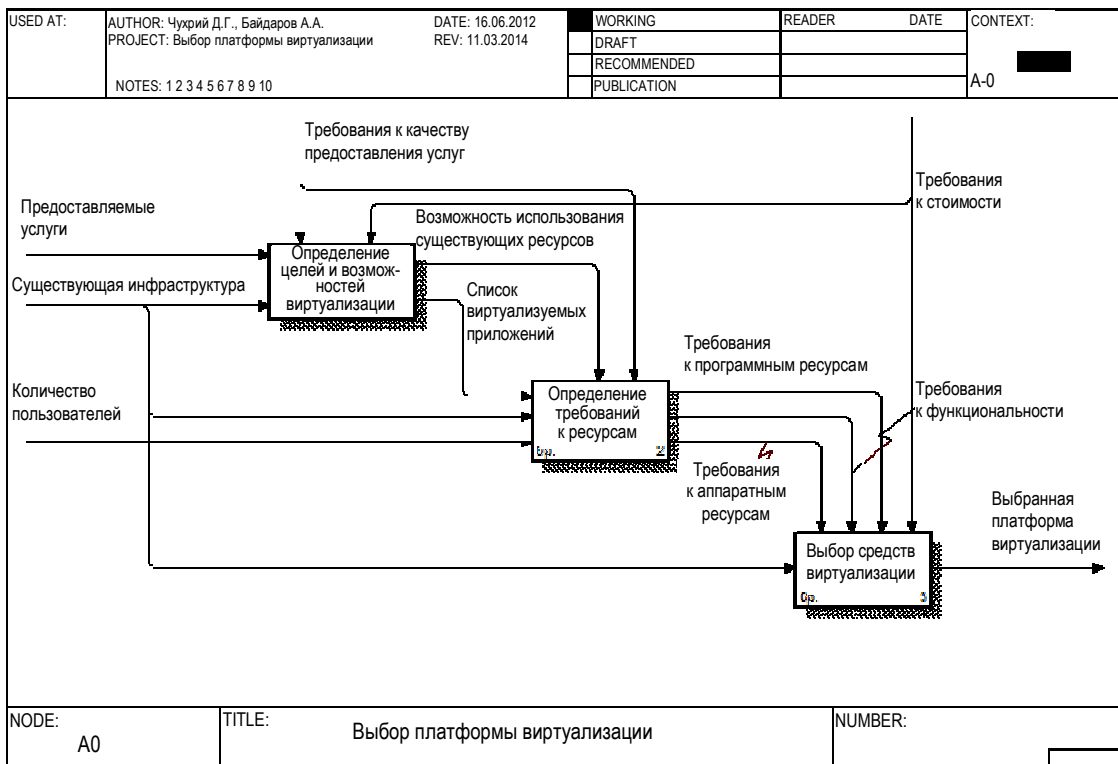 USED AT:
AUTHOR: Чухрий Д.Г., Байдаров А.А.
DATE: 16.06.2012
PROJECT: Выбор платформы виртуализации
REV: 11.03.2014
NOTES: 1 2 3 4 5 6 7 8 9 10
WORKING
DRAFT
RECOMMENDED
PUBLICATION
READER
DATE
CONTEXT:
A-0
Требования к качеству
предоставления услуг
Требования
к стоимости
Предоставляемые
услуги
Возможность использования
существующих ресурсов
Определение
целей и возмож-
ностей
виртуализации
Существующая инфраструктура
Список
виртуализуемых
приложений
Требования
к программным ресурсам
Количество
пользователей
Определение
требований
к ресурсам
0р.
2
Требования
к функциональности
Требования
к аппаратным
ресурсам
Выбранная
платформа
виртуализации
Выбор средств
виртуализации
0р.
3
NODE:
A0
TITLE:
Выбор платформы виртуализации
NUMBER: